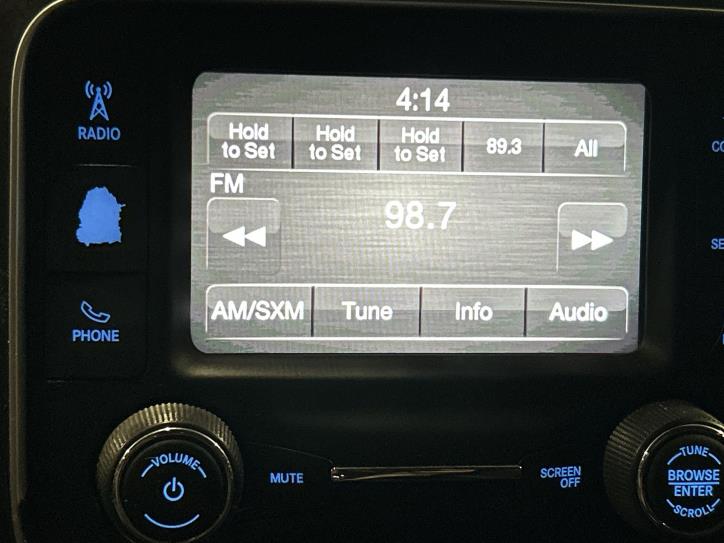 4:14
RADIO
Hold to Set
Hold to Set
Hold to Set
89.3
All
FM
98.7
PHONE
AM/SXM
Tune
Info
Audio
VOLUME
MUTE
SCREEN
OFF
TUNE
BROWSE
ENTER
SCROLL